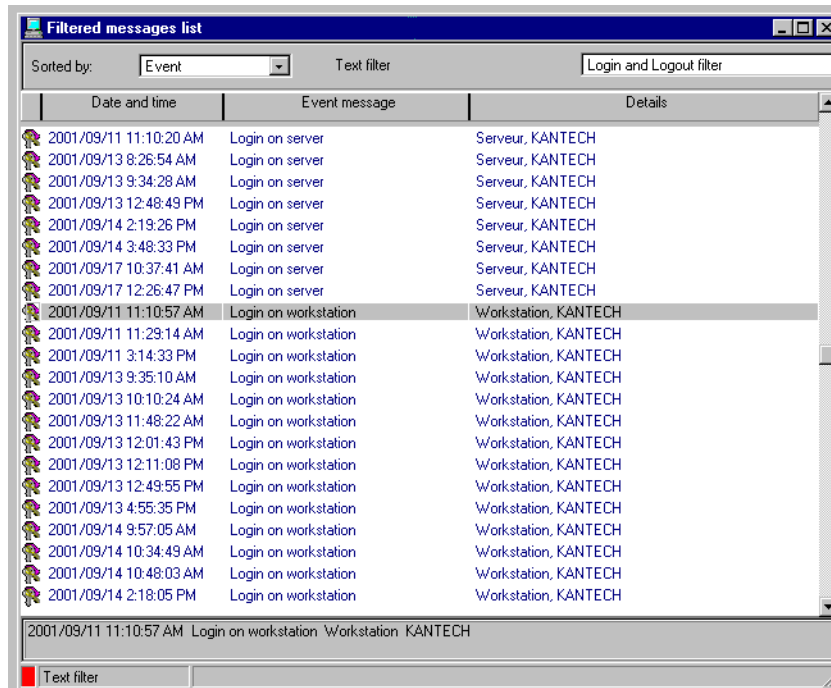 Filtered messages list
Sorted by: Event Text filter Login and Logout filter
Date and time Event message Details
2001/09/11 11:10:20 AM Login on server Serveur, KANTECH
2001/09/13 8:26:54 AM Login on server Serveur, KANTECH
2001/09/13 9:34:28 AM Login on server Serveur, KANTECH
2001/09/13 12:48:49 PM Login on server Serveur, KANTECH
2001/09/14 2:19:26 PM Login on server Serveur, KANTECH
2001/09/14 3:48:33 PM Login on server Serveur, KANTECH
2001/09/17 10:37:41 AM Login on server Serveur, KANTECH
2001/09/17 12:26:47 PM Login on server Serveur, KANTECH
2001/09/11 11:10:57 AM Login on workstation Workstation, KANTECH
2001/09/11 11:29:14 AM Login on workstation Workstation, KANTECH
2001/09/11 3:14:33 PM Login on workstation Workstation, KANTECH
2001/09/13 9:35:10 AM Login on workstation Workstation, KANTECH
2001/09/13 10:10:24 AM Login on workstation Workstation, KANTECH
2001/09/13 11:48:22 AM Login on workstation Workstation, KANTECH
2001/09/13 12:01:43 PM Login on workstation Workstation, KANTECH
2001/09/13 12:11:08 PM Login on workstation Workstation, KANTECH
2001/09/13 12:49:55 PM Login on workstation Workstation, KANTECH
2001/09/13 4:55:35 PM Login on workstation Workstation, KANTECH
2001/09/14 9:57:05 AM Login on workstation Workstation, KANTECH
2001/09/14 10:34:49 AM Login on workstation Workstation, KANTECH
2001/09/14 10:48:03 AM Login on workstation Workstation, KANTECH
2001/09/14 2:18:05 PM Login on workstation Workstation, KANTECH
2001/09/11 11:10:57 AM Login on workstation Workstation KANTECH
Text filter